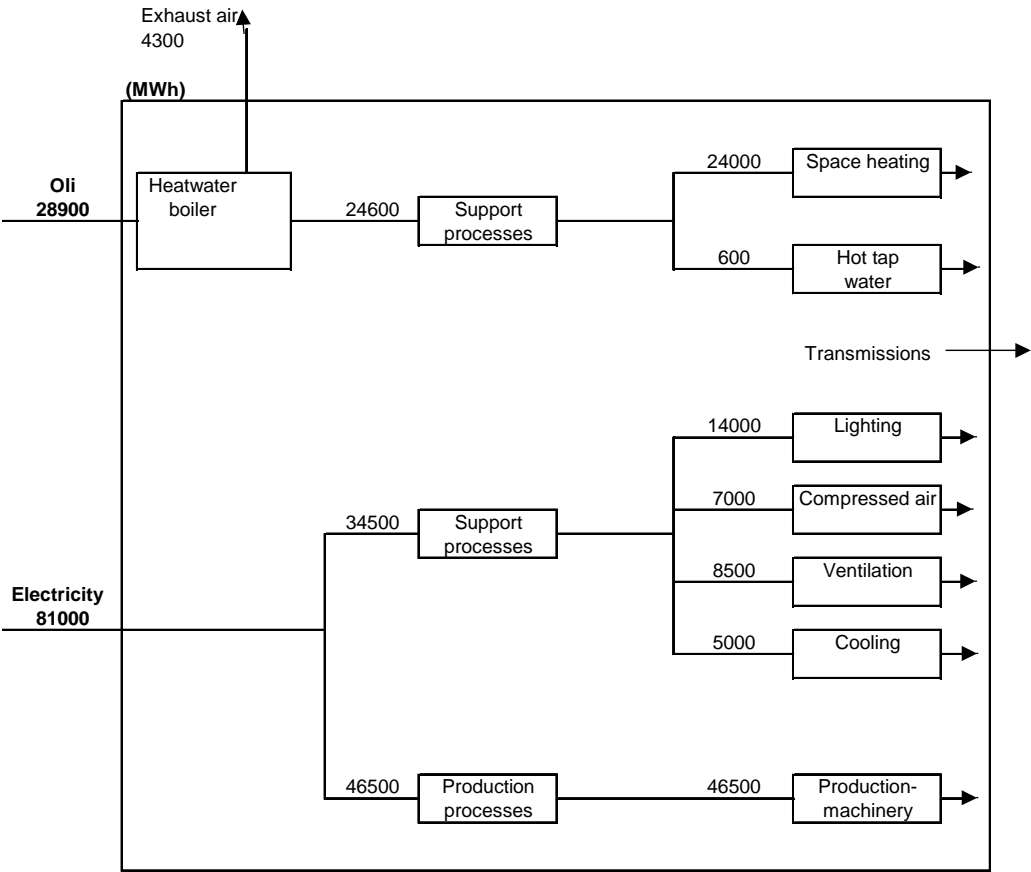 Exhaust air
4300
(MWh)
Oli
28900
Heatwater
boiler
24600
Support
processes
24000
Space heating
600
Hot tap
water
Transmissions
14000
Lighting
7000
Compressed air
34500
Support
processes
8500
Ventilation
Electricity
81000
5000
Cooling
46500
Production
processes
46500
Production-
machinery